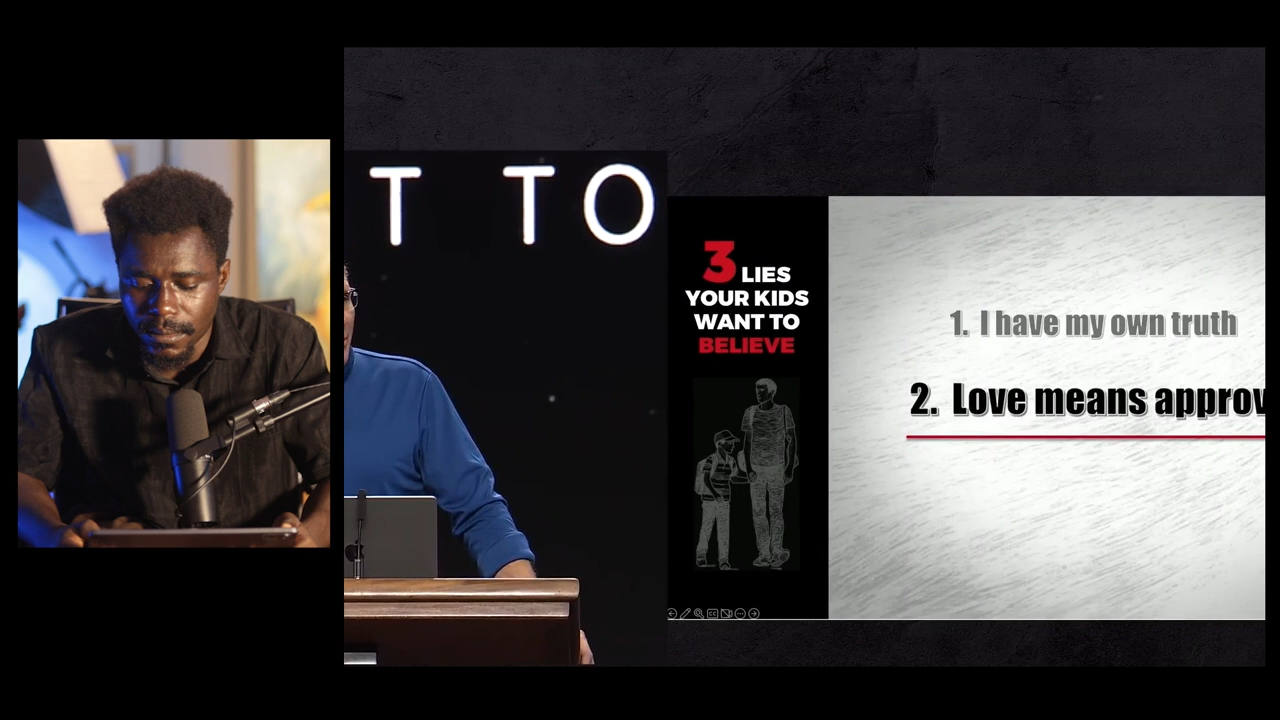 T TO
3 LIES
YOUR KIDS
WANT TO
BELIEVE
1. I have my own truth
2. Love means approv